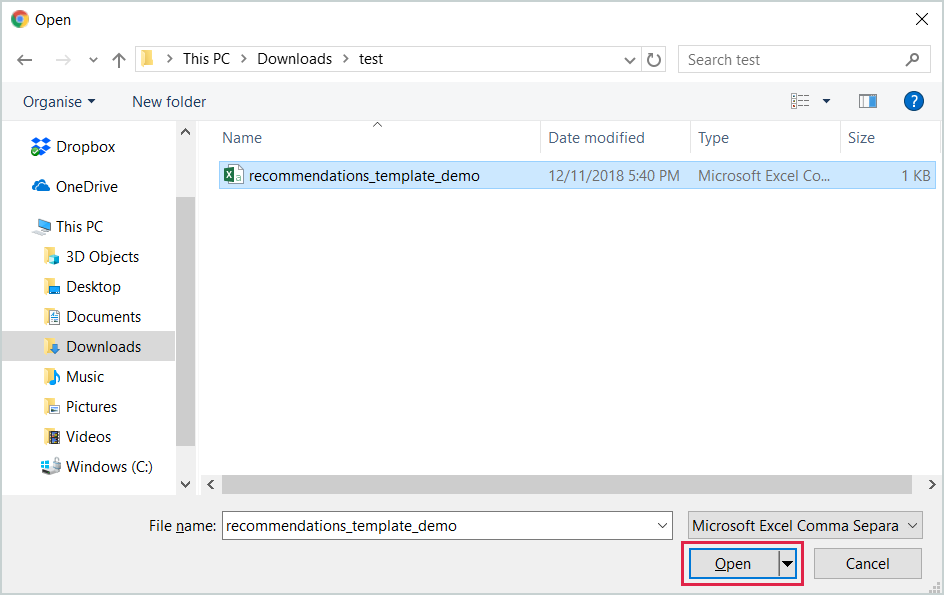 Open
This PC > Downloads > test
Search test
Organise
New folder
?
Name
Date modified
Type
Size
recommendations_template_demo
12/11/2018 5:40 PM
Microsoft Excel Co...
1 KB
Dropbox
OneDrive
This PC
3D Objects
Desktop
Documents
Downloads
Music
Pictures
Videos
Windows (C:)
File name:
recommendations_template_demo
Microsoft Excel Comma Separa
Open
Cancel